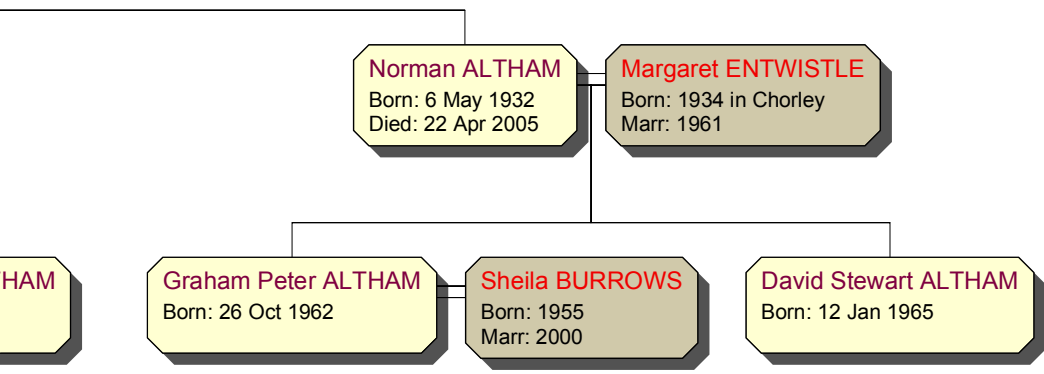 Norman ALTHAM
Born: 6 May 1932
Died: 22 Apr 2005
Margaret ENTWISTLE
Born: 1934 in Chorley
Marr: 1961
Graham Peter ALTHAM
Born: 26 Oct 1962
Sheila BURROWS
Born: 1955
Marr: 2000
David Stewart ALTHAM
Born: 12 Jan 1965